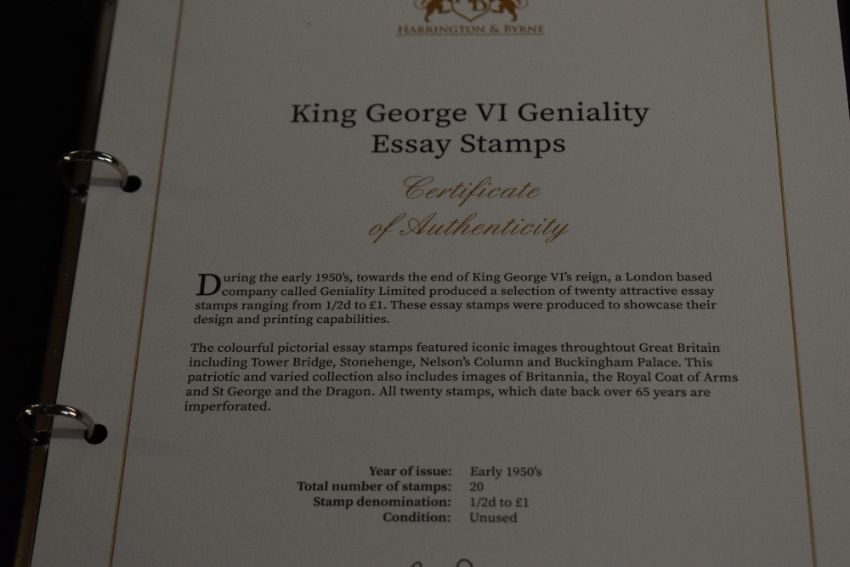 HARRINGTON & BYRNE
King George VI Geniality
Essay Stamps
Certificate
of Authenticity
During the early 1950's, towards the end of King George VI's reign, a London based
company called Geniality Limited produced a selection of twenty attractive essay
stamps ranging from 1/2d to £1. These essay stamps were produced to showcase their
design and printing capabilities.
The colourful pictorial essay stamps featured iconic images throughtout Great Britain
including Tower Bridge, Stonehenge, Nelson's Column and Buckingham Palace. This
patriotic and varied collection also includes images of Britannia, the Royal Coat of Arms
and St George and the Dragon. All twenty stamps, which date back over 65 years are
imperforated.
Year of issue: Early 1950's
Total number of stamps: 20
Stamp denomination: 1/2d to £1
Condition: Unused